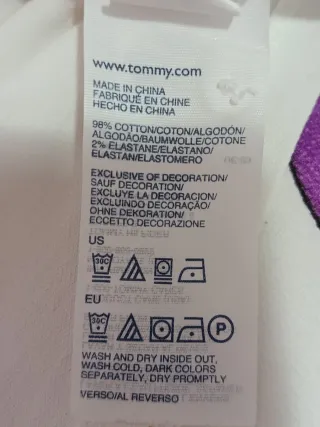 www.tommy.com
MADE IN CHINA
FABRIQUÉ EN CHINE
HECHO EN CHINA
98% COTTON/COTON/ALGODÓN/
ALGODÃO/BAUMWOLLE/COTONE
2% ELASTANE/ELASTANO/
ELASTAN/ELASTOMERO
EXCLUSIVE OF DECORATION/
SAUF DECORATION/
EXCLUYE LA DECORACION/
EXCLUINDO DECORAÇÃO/
OHNE DEKORATION/
ECCETTO DECORAZIONE
US
30C
EU
30C P
WASH AND DRY INSIDE OUT,
WASH COLD, DARK COLORS
SEPARATELY, DRY PROMPTLY
VERSO/AL REVERSO